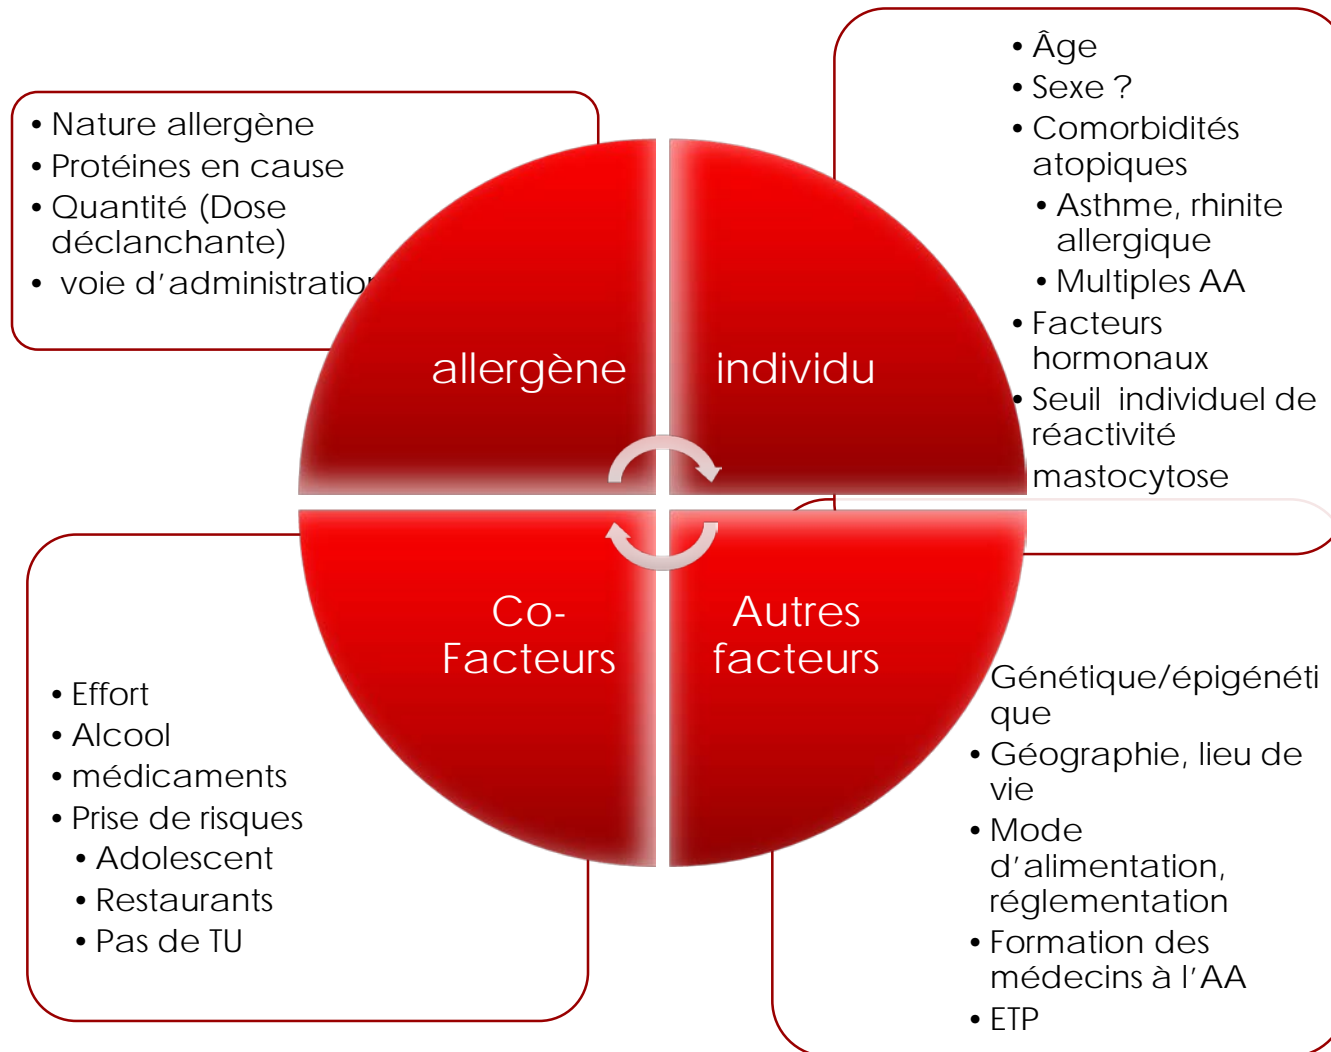 • Nature allergène
• Protéines en cause
• Quantité (Dose
déclanchante)
• voie d'administration
• Âge
• Sexe ?
• Comorbidités
atopiques
• Asthme, rhinite
allergique
• Multiples AA
• Facteurs
hormonaux
• Seuil individuel de
réactivité
mastocytose
allergène
individu
Co-
Facteurs
Autres
facteurs
• Effort
• Alcool
• médicaments
• Prise de risques
• Adolescent
• Restaurants
• Pas de TU
Génétique/épigénéti
que
• Géographie, lieu de
vie
• Mode
d'alimentation,
réglementation
• Formation des
médecins à l'AA
• ETP